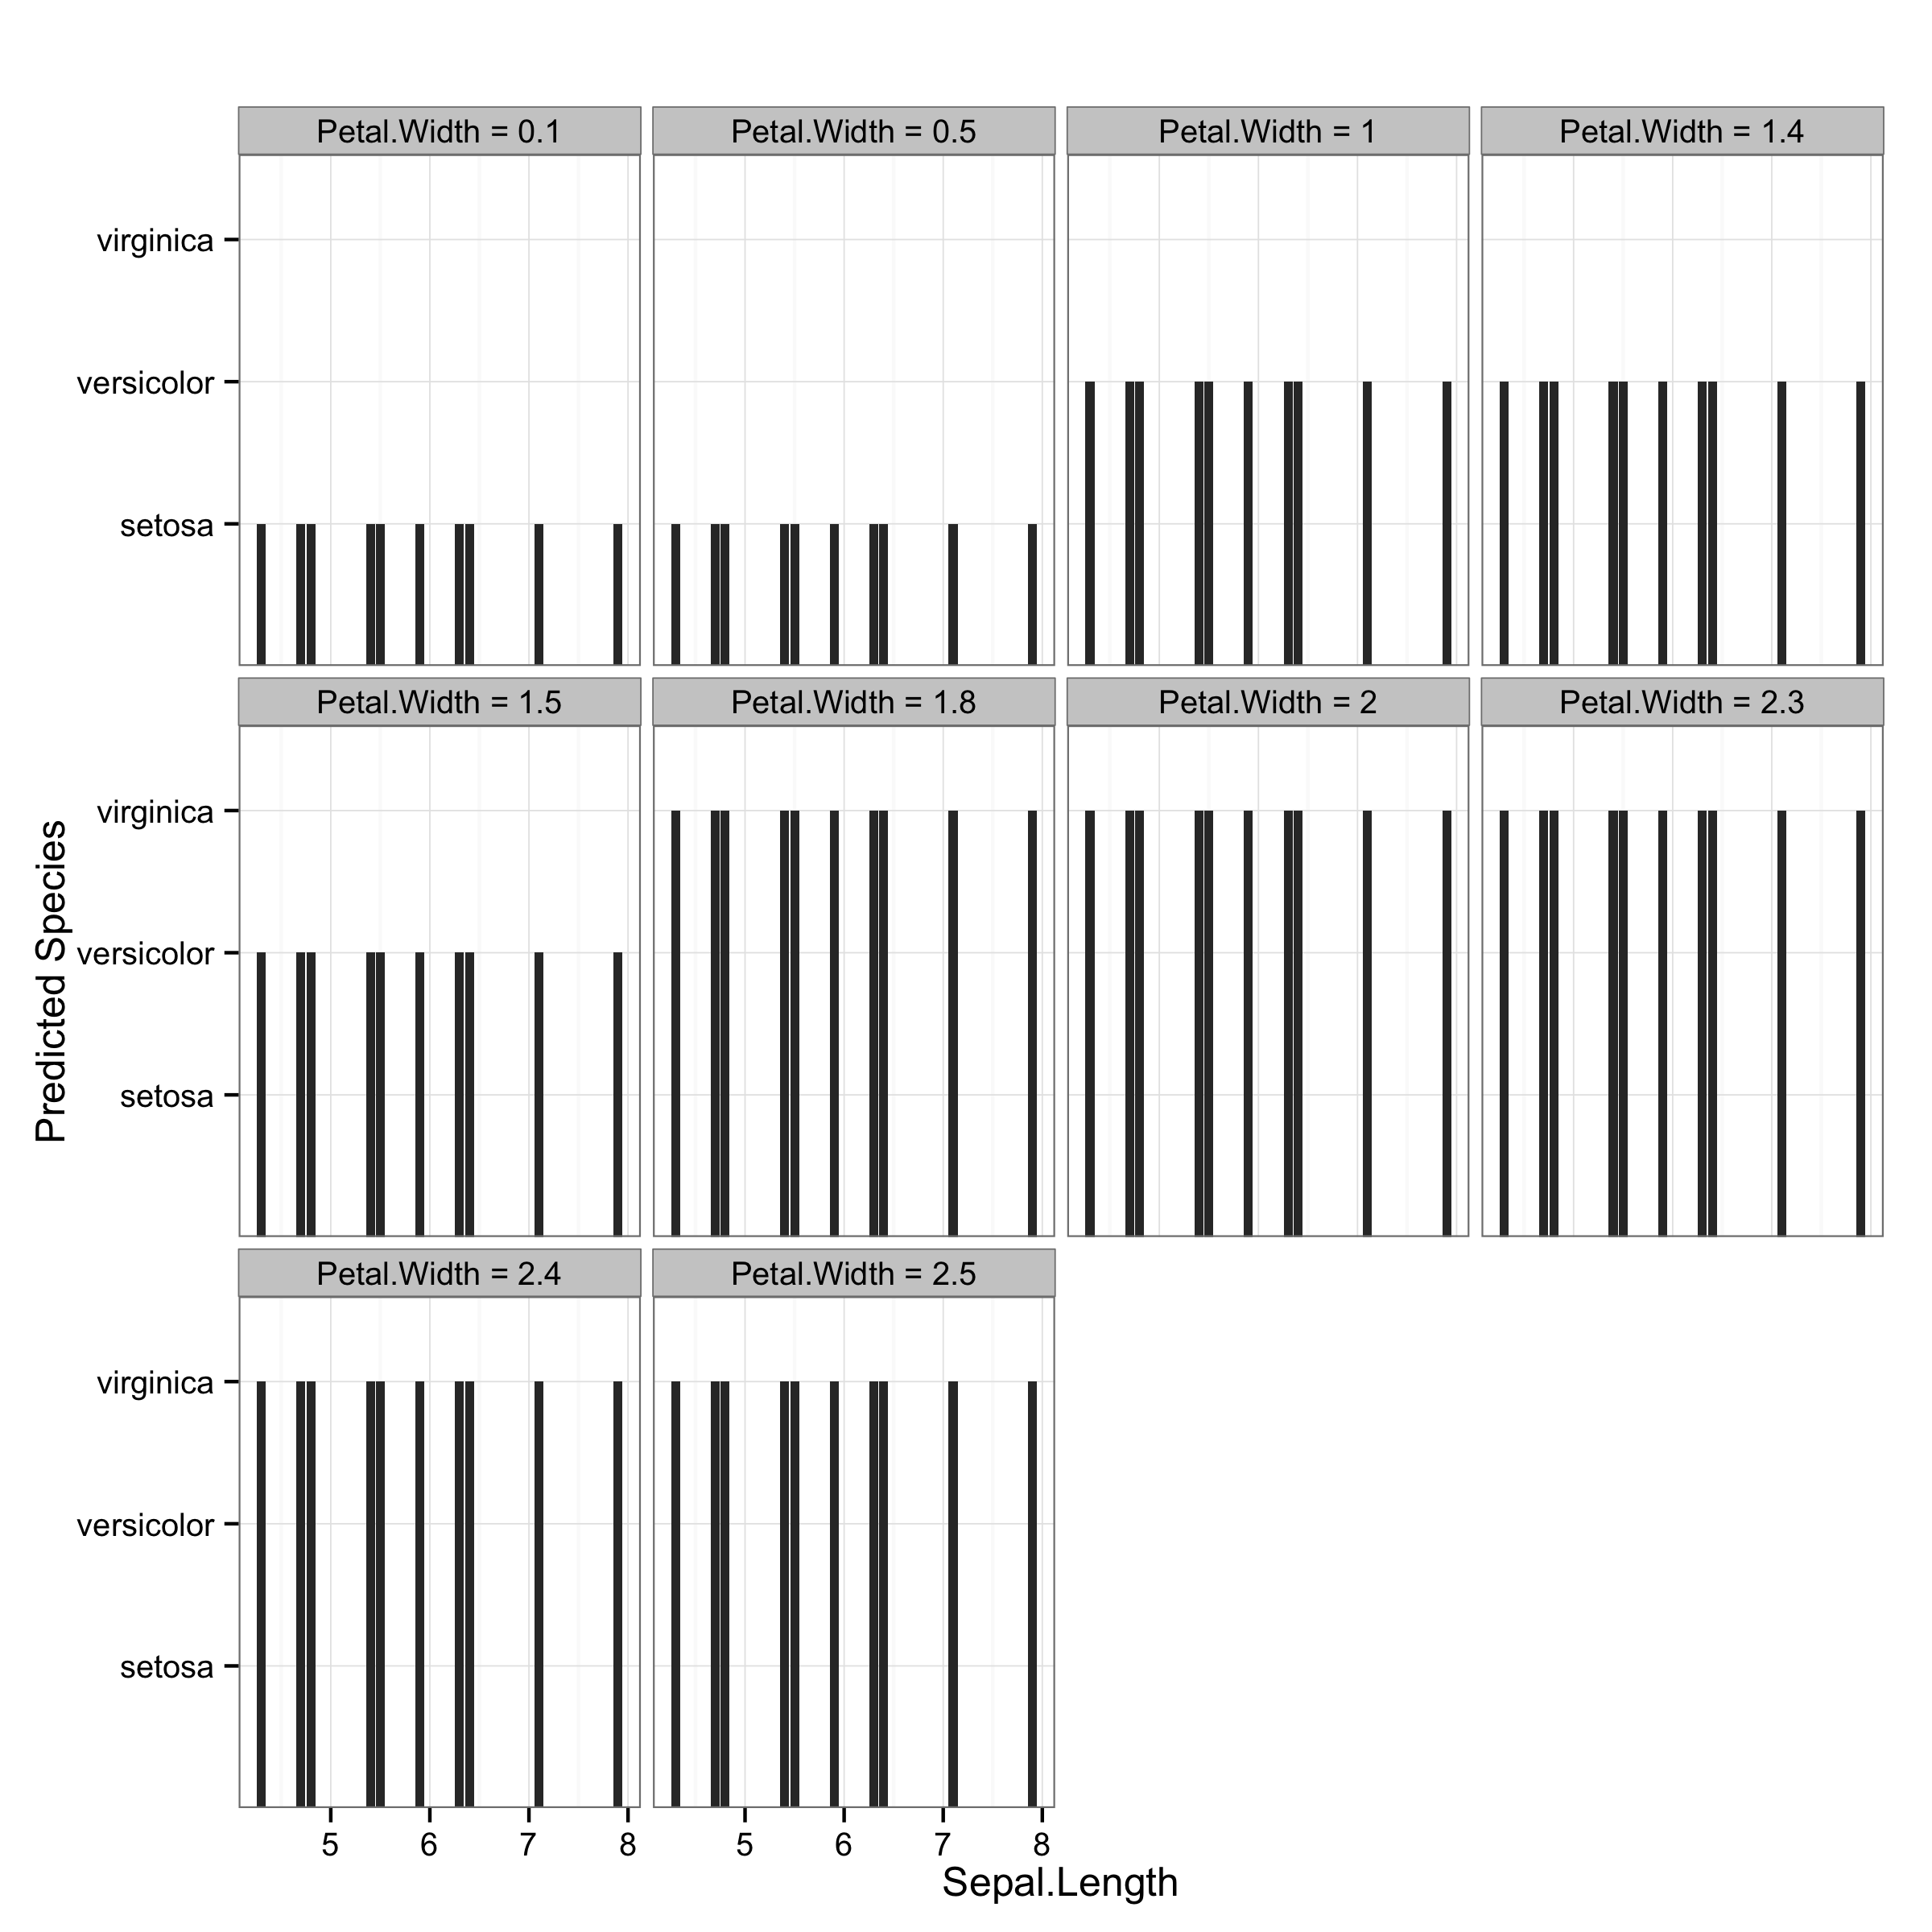 Petal.Width = 0.1 Petal.Width = 0.5 Petal.Width = 1 Petal.Width = 1.4
virginica
versicolor
setosa
Petal.Width = 1.5 Petal.Width = 1.8 Petal.Width = 2 Petal.Width = 2.3
virginica
versicolor
setosa
Predicted Species
Petal.Width = 2.4 Petal.Width = 2.5
virginica
versicolor
setosa
5 6 7 8 5 6 7 8
Sepal.Length